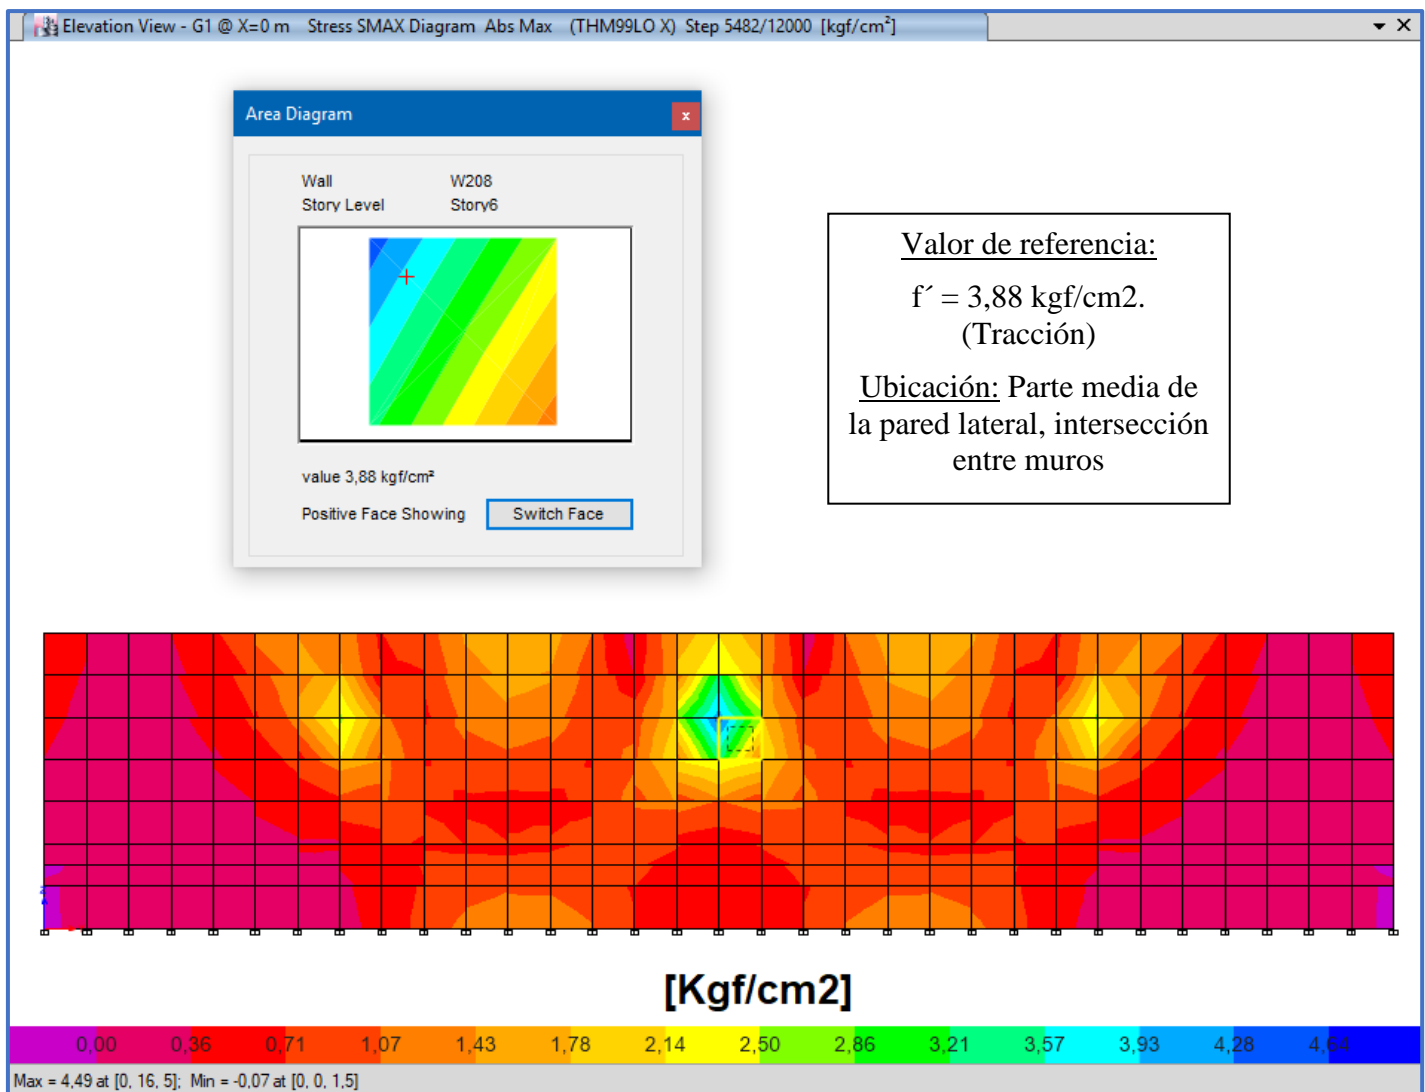 Elevation View - G1 @ X=0 m Stress SMAX Diagram Abs Max (THM99LO X) Step 5482/12000 [kgf/cm²]
Area Diagram
x
Wall W208
Story Level Story6
value 3,88 kgf/cm²
Positive Face Showing Switch Face
Valor de referencia:
f´ = 3,88 kgf/cm2.
(Tracción)
Ubicación: Parte media de
la pared lateral, intersección
entre muros
[Kgf/cm2]
0,00 0,36 0,71 1,07 1,43 1,78 2,14 2,50 2,86 3,21 3,57 3,93 4,28 4,64
Max = 4,49 at [0, 16, 5]; Min = -0,07 at [0, 0, 1,5]